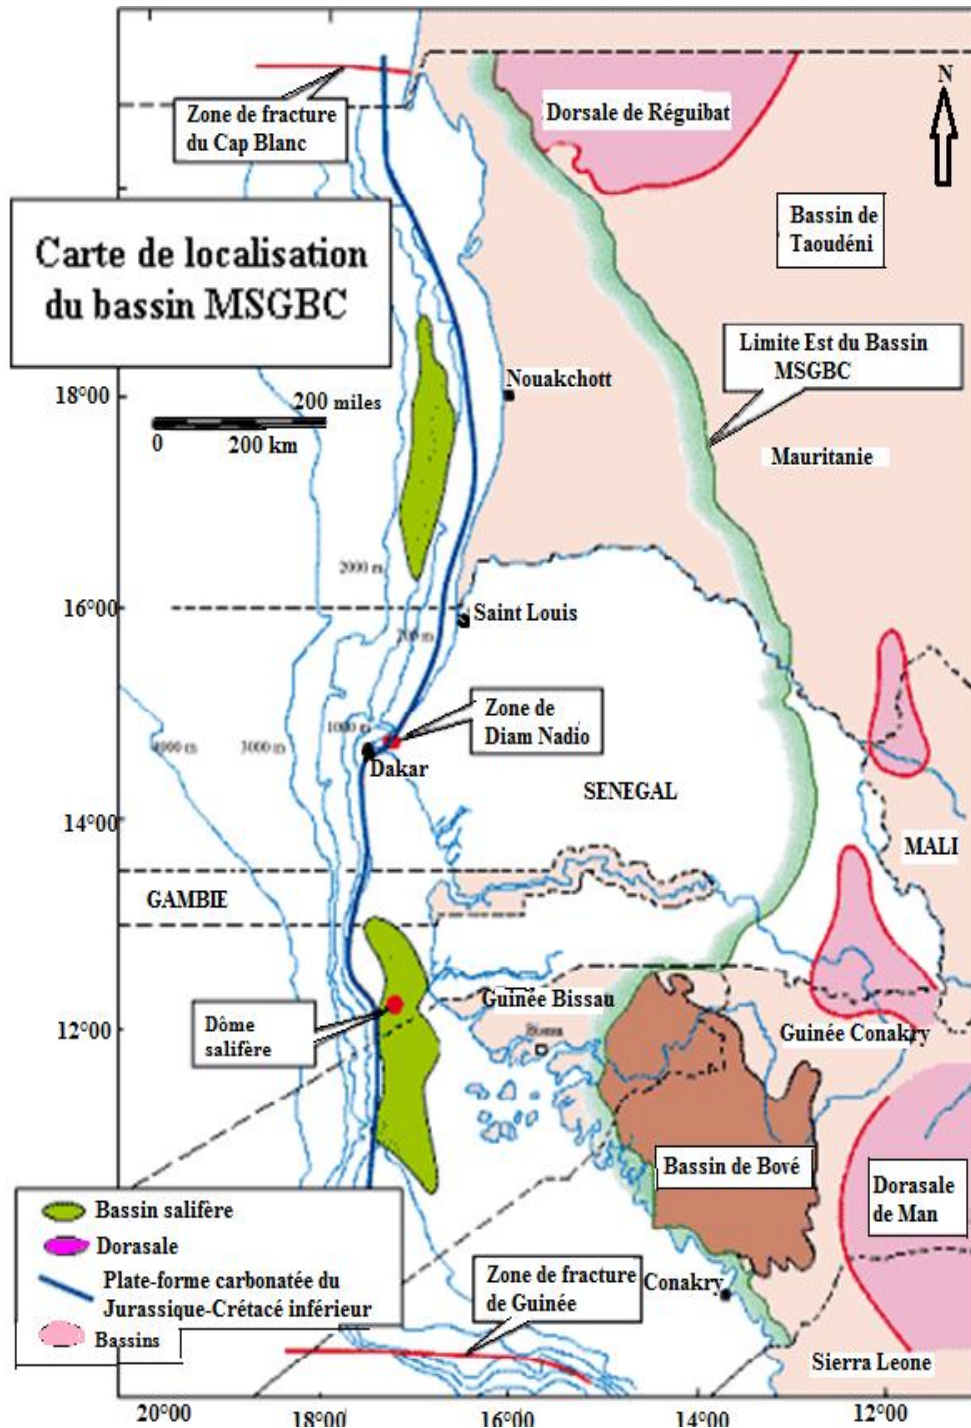 Zone de fracture
du Cap Blanc
Dorsale de Réguibat
N
Bassin de
Taoudéni
Carte de localisation
du bassin MSGBC
Limite Est du Bassin
MSGBC
Nouakchott
18°00
200 miles
0
200 km
Mauritanie
2000 m
16°00
Saint Louis
200 m
Zone de
Diam Nadio
1000 m
4000 m
3000 m
Dakar
SENEGAL
14°00
MALI
GAMBIE
Guinée Bissau
12°00
Dôme
salifère
Guinée Conakry
Bissau
Bassin de Bové
Dorasale
de Man
Bassin salifère
Dorasale
Plate-forme carbonatée du
Jurassique-Crétacé inférieur
Bassins
Zone de fracture
de Guinée
Conakry
Sierra Leone
20°00
18°00
16°00
14°00
12°00